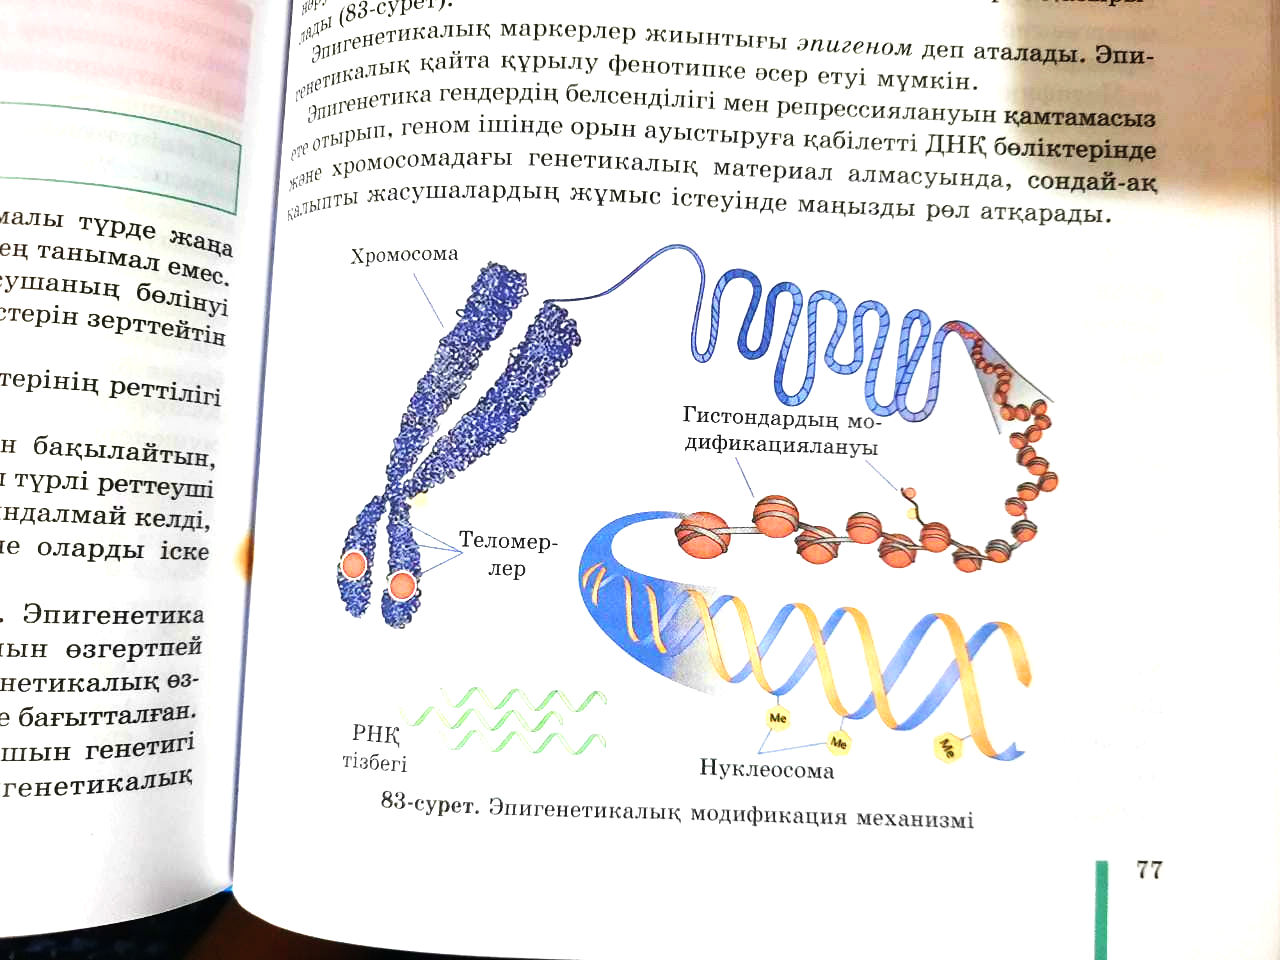 малы түрде жаңа
ең танымал емес.
сушаның бөлінуі
стерін зерттейтін
терінің реттілігі
н бақылайтын,
түрлі реттеуші
ындалмай келді,
не оларды іске
. Эпигенетика
ын өзгертпей
нетикалық өз-
е бағытталған.
шын генетигі
генетикалық
лады (83-сурет).
Эпигенетикалық маркерлер жиынтығы эпигеном деп аталады. Эпи-
генетикалық қайта құрылу фенотипке әсер етуі мүмкін.
Эпигенетика гендердің белсенділігі мен репрессиялануын қамтамасыз
ете отырып, геном ішінде орын ауыстыруға қабілетті ДНҚ бөліктерінде
және хромосомадағы генетикалық материал алмасуында, сондай-ақ
қалыпты жасушалардың жұмыс істеуінде маңызды рөл атқарады.
Хромосома
Гистондардың мо-
дификациялануы
Теломер-
лер
РНҚ
тізбегі
Me
Me
Me
Нуклеосома
83-сурет. Эпигенетикалық модификация механизмі
77